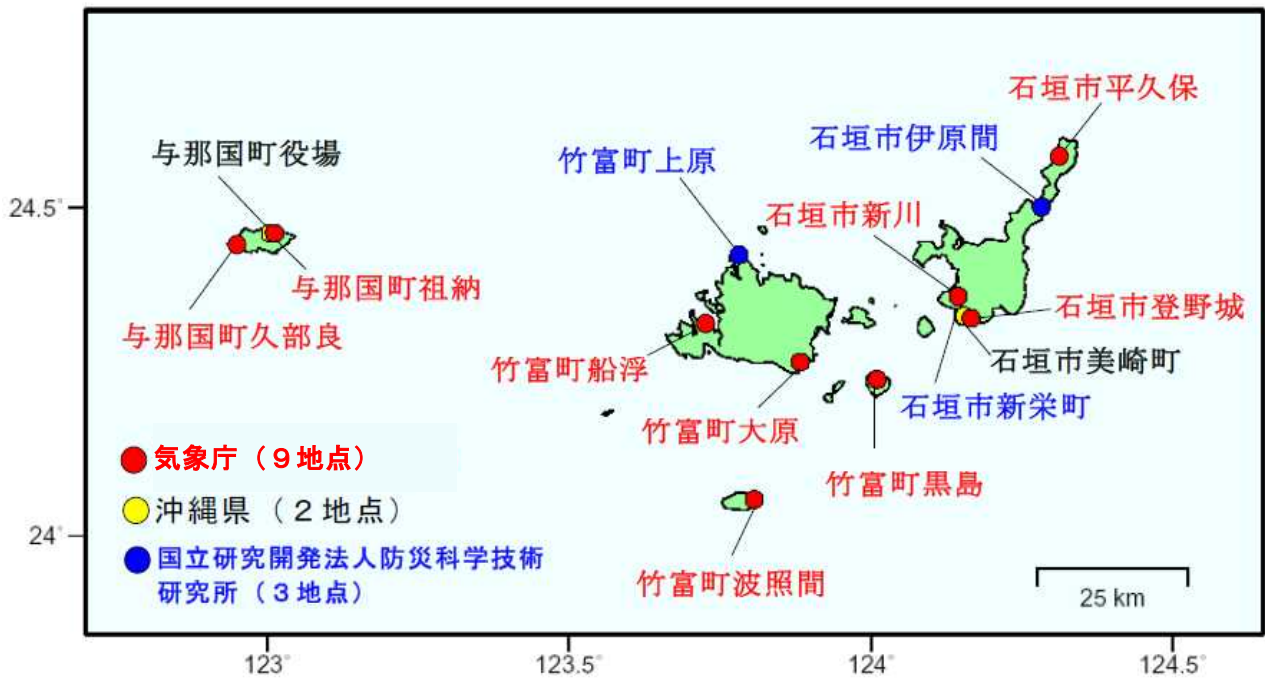 石垣市平久保
石垣市伊原間
与那国町役場
竹富町上原
24.5°
石垣市新川
与那国町祖納
石垣市登野城
与那国町久部良
竹富町船浮
石垣市美崎町
石垣市新栄町
竹富町大原
気象庁(9地点)
竹富町黒島
沖縄県(2地点)
24°
国立研究開発法人防災科学技術
研究所(3地点)
竹富町波照間
25 km
123°
123.5°
124°
124.5°